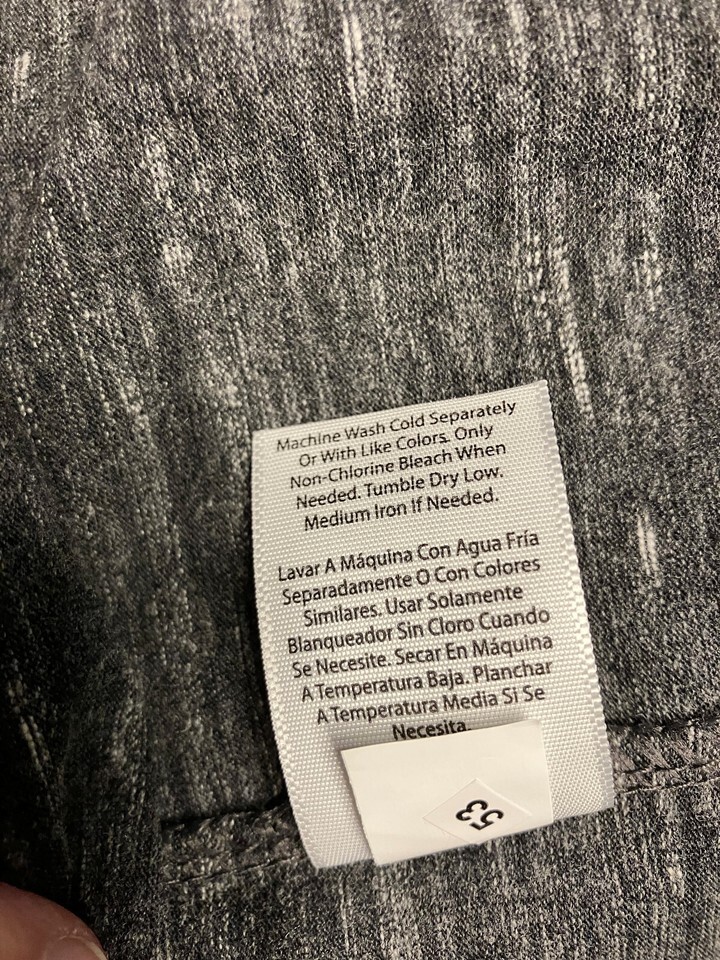 Machine Wash Cold Separately
Or With Like Colors. Only
Non-Chlorine Bleach When
Needed. Tumble Dry Low.
Medium Iron If Needed.
Lavar A Máquina Con Agua Fría
Separadamente O Con Colores
Similares. Usar Solamente
Blanqueador Sin Cloro Cuando
Se Necesite. Secar En Máquina
A Temperatura Baja. Planchar
A Temperatura Media Si Se
Necesita.
53